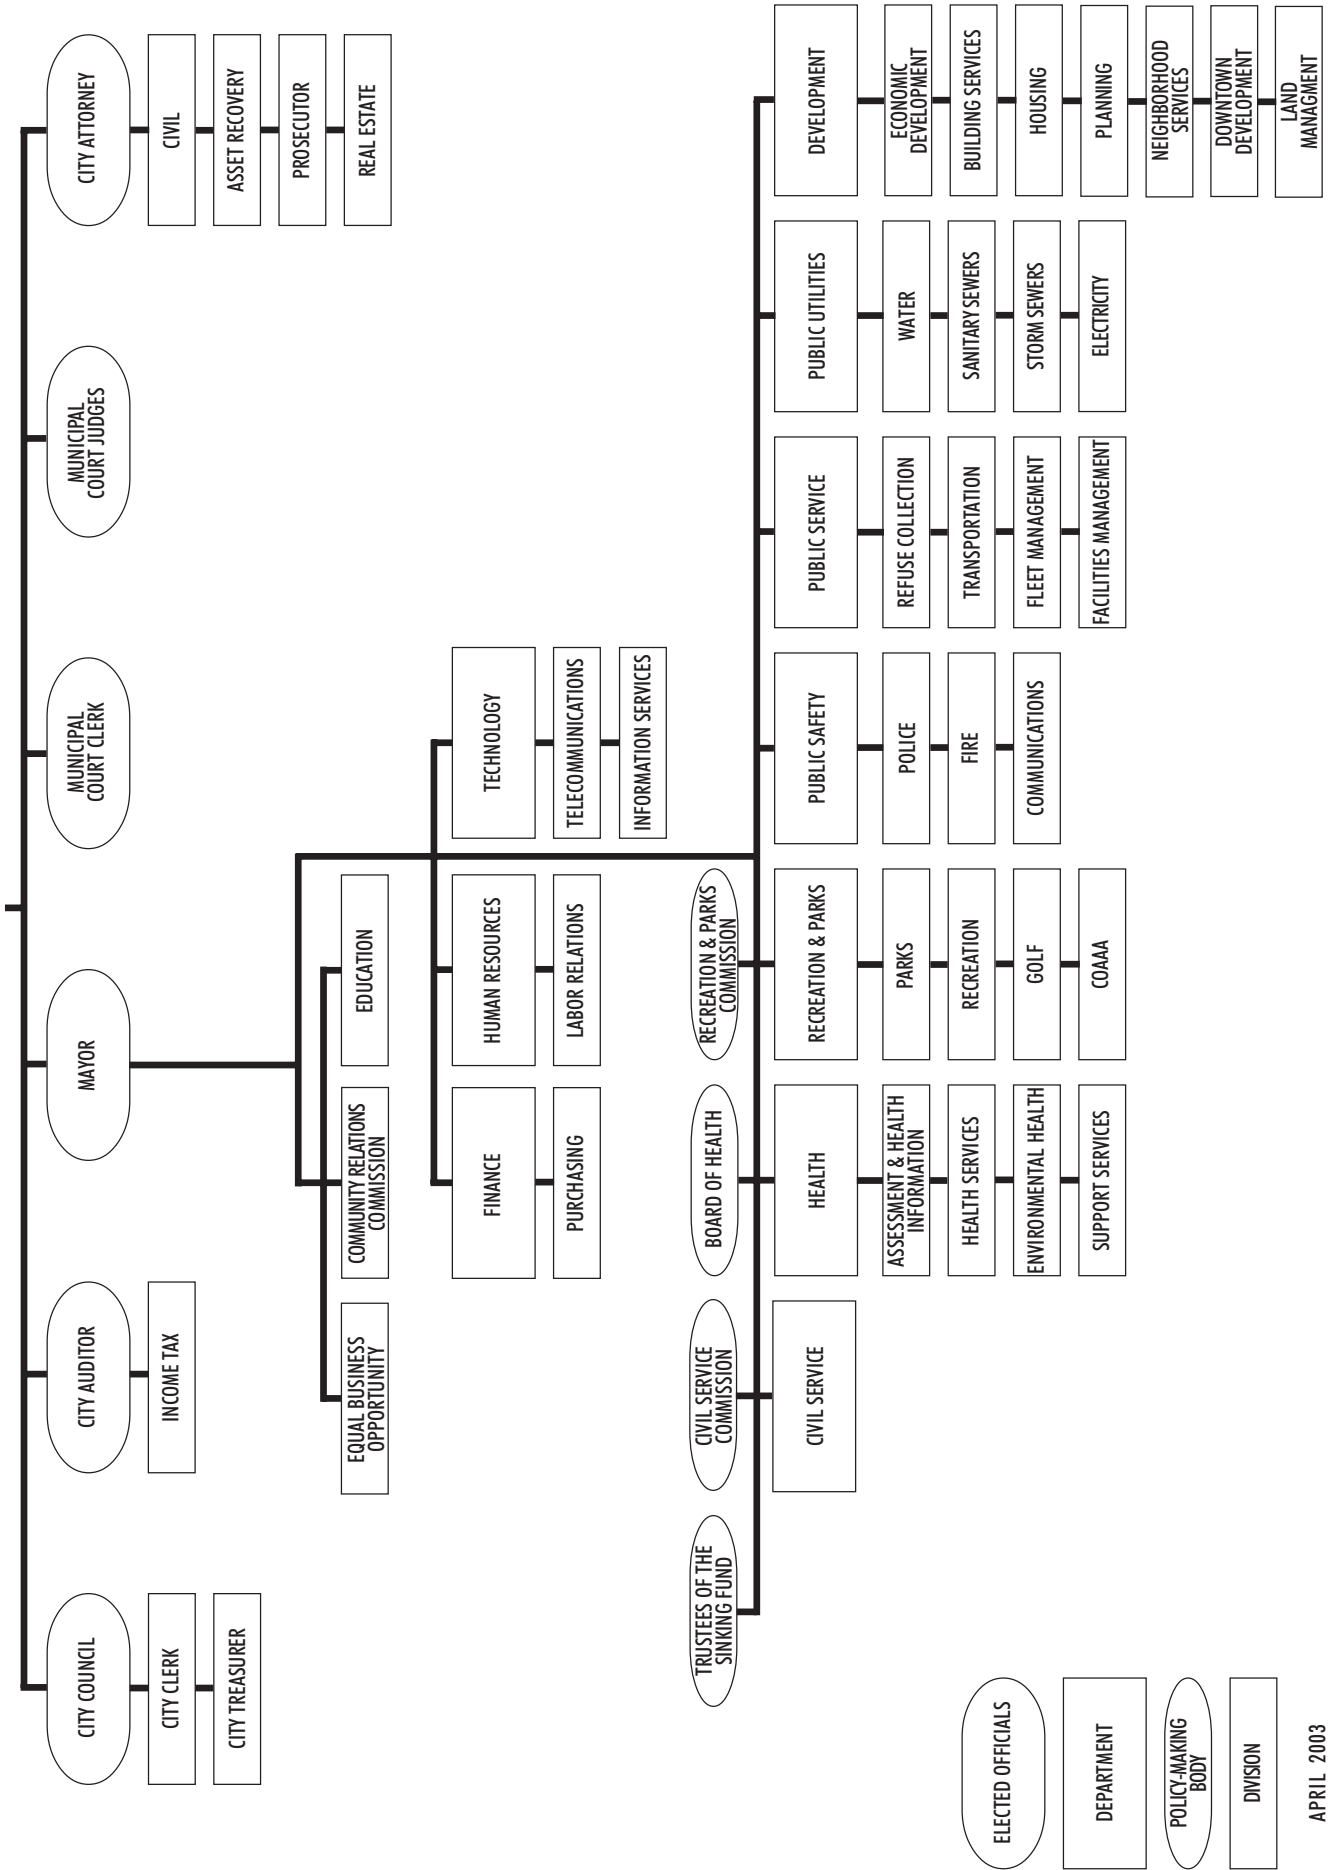 CITY COUNCIL
CITY CLERK
CITY TREASURER
CITY AUDITOR
INCOME TAX
MAYOR
MUNICIPAL
COURT CLERK
MUNICIPAL
COURT JUDGES
CITY ATTORNEY
CIVIL
ASSET RECOVERY
PROSECUTOR
REAL ESTATE
EQUAL BUSINESS
OPPORTUNITY
COMMUNITY RELATIONS
COMMISSION
EDUCATION
FINANCE
PURCHASING
HUMAN RESOURCES
LABOR RELATIONS
TECHNOLOGY
TELECOMMUNICATIONS
INFORMATION SERVICES
TRUSTEES OF THE
SINKING FUND
CIVIL SERVICE
COMMISSION
CIVIL SERVICE
BOARD OF HEALTH
HEALTH
ASSESSMENT & HEALTH
INFORMATION
HEALTH SERVICES
ENVIRONMENTAL HEALTH
SUPPORT SERVICES
RECREATION & PARKS
COMMISSION
RECREATION & PARKS
PARKS
RECREATION
GOLF
COAAA
PUBLIC SAFETY
POLICE
FIRE
COMMUNICATIONS
PUBLIC SERVICE
REFUSE COLLECTION
TRANSPORTATION
FLEET MANAGEMENT
FACILITIES MANAGEMENT
PUBLIC UTILITIES
WATER
SANITARY SEWERS
STORM SEWERS
ELECTRICITY
DEVELOPMENT
ECONOMIC
DEVELOPMENT
BUILDING SERVICES
HOUSING
PLANNING
NEIGHBORHOOD
SERVICES
DOWNTOWN
DEVELOPMENT
LAND
MANAGMENT
ELECTED OFFICIALS
DEPARTMENT
POLICY-MAKING
BODY
DIVISION
APRIL 2003